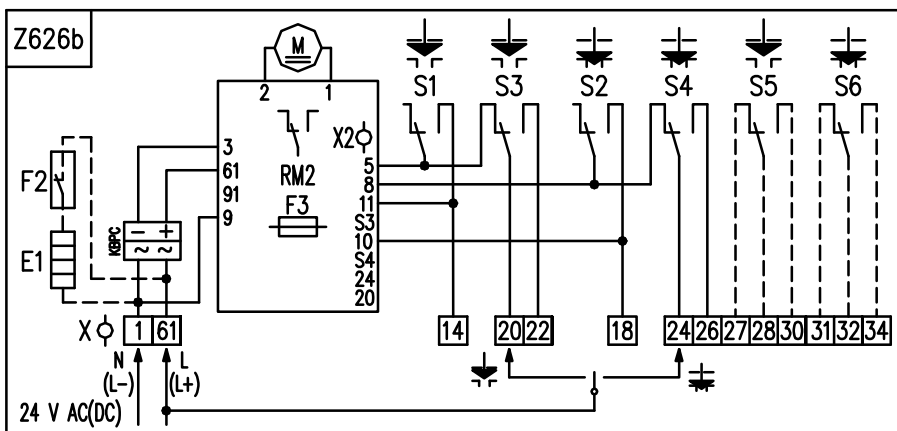 Z626b
M
2 1
S1 S3 S2 S4 S5 S6
X2
3
61
91
9
RM2
F3
5
8
11
S3
10
S4
24
20
F2
E1
KBPC
− +
~ ~
X 1 61
14 20 22 18 24 26 27 28 30 31 32 34
N L
(L-) (L+)
24 V AC(DC)